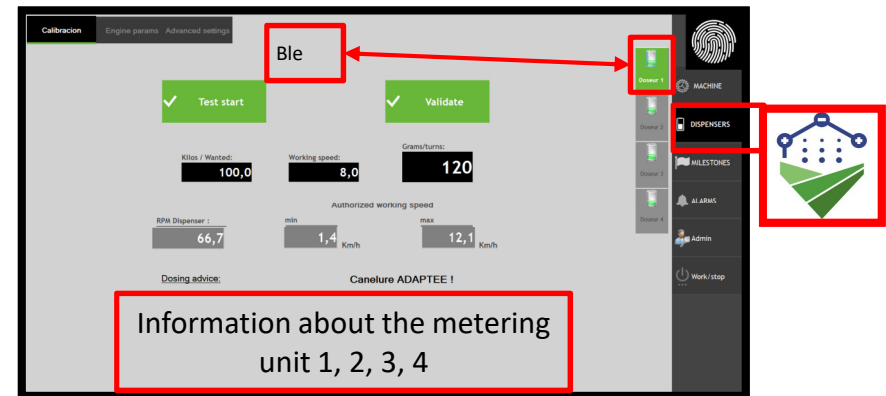 Calibracion Engine params Advanced settings
Ble
Doseur 1
MACHINE
Test start
Validate
Doseur 2
DISPENSERS
Kilos / Wanted:
Working speed:
Grams/turns:
100,0
8,0
120
Doseur 3
MILESTONES
Authorized working speed
ALARMS
RPM Dispenser :
min
max
Doseur 4
66,7
1,4 Km/h
12,1 Km/h
Admin
Dosing advice:
Canelure ADAPTEE !
Work/stop
Information about the metering
unit 1, 2, 3, 4